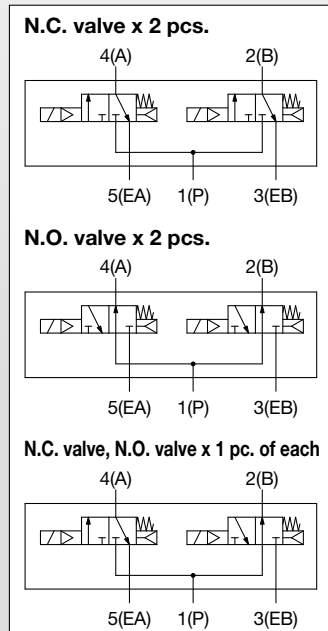 N.C. valve x 2 pcs.
4(A) 2(B)
5(EA) 1(P) 3(EB)
N.O. valve x 2 pcs.
4(A) 2(B)
5(EA) 1(P) 3(EB)
N.C. valve, N.O. valve x 1 pc. of each
4(A) 2(B)
5(EA) 1(P) 3(EB)